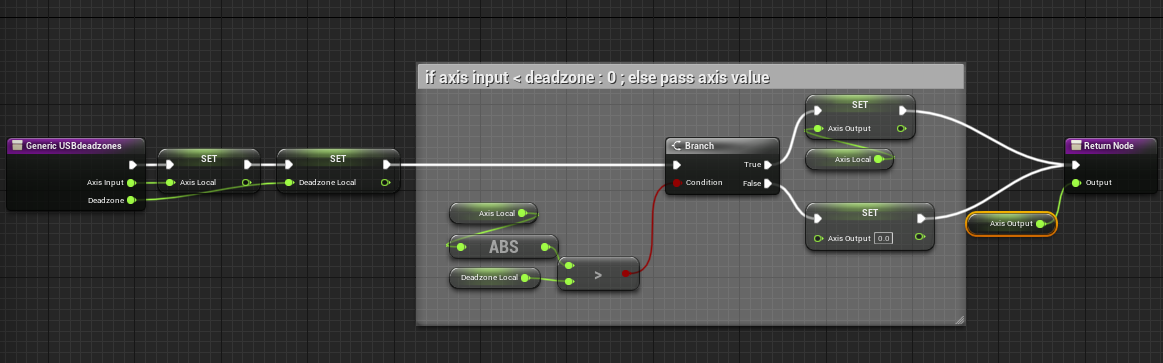 if axis input < deadzone : 0 ; else pass axis value
Generic USBdeadzones
Axis Input
Deadzone
SET
Axis Local
SET
Deadzone Local
Axis Local
ABS
Deadzone Local
>
Branch
True
Condition
False
SET
Axis Output
Axis Local
SET
Axis Output 0.0
Return Node
Output
Axis Output